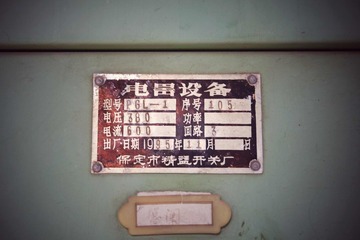 电器设备
型号 PGL-1 序号 105
电压 380 功率
电流 600 回路 3
出厂日期 1995年11月 日
保定市精益开关厂